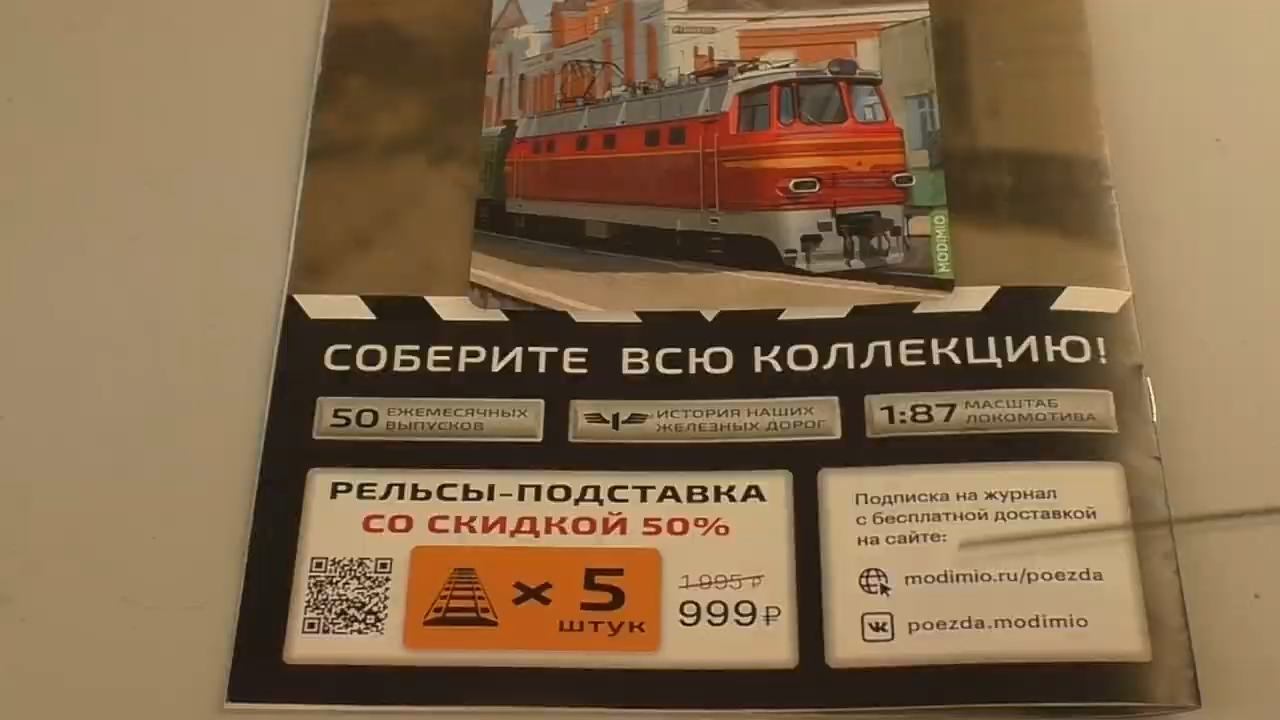 MODIMIO
СОБЕРИТЕ ВСЮ КОЛЛЕКЦИЮ!
50 ЕЖЕМЕСЯЧНЫХ
ВЫПУСКОВ
ИСТОРИЯ НАШИХ
ЖЕЛЕЗНЫХ ДОРОГ
1:87 МАСШТАБ
ЛОКОМОТИВА
РЕЛЬСЫ-ПОДСТАВКА
СО СКИДКОЙ 50%
× 5
ШТУК
1 995 ₽
999 ₽
Подписка на журнал
с бесплатной доставкой
на сайте:
modimio.ru/poezda
poezda.modimio